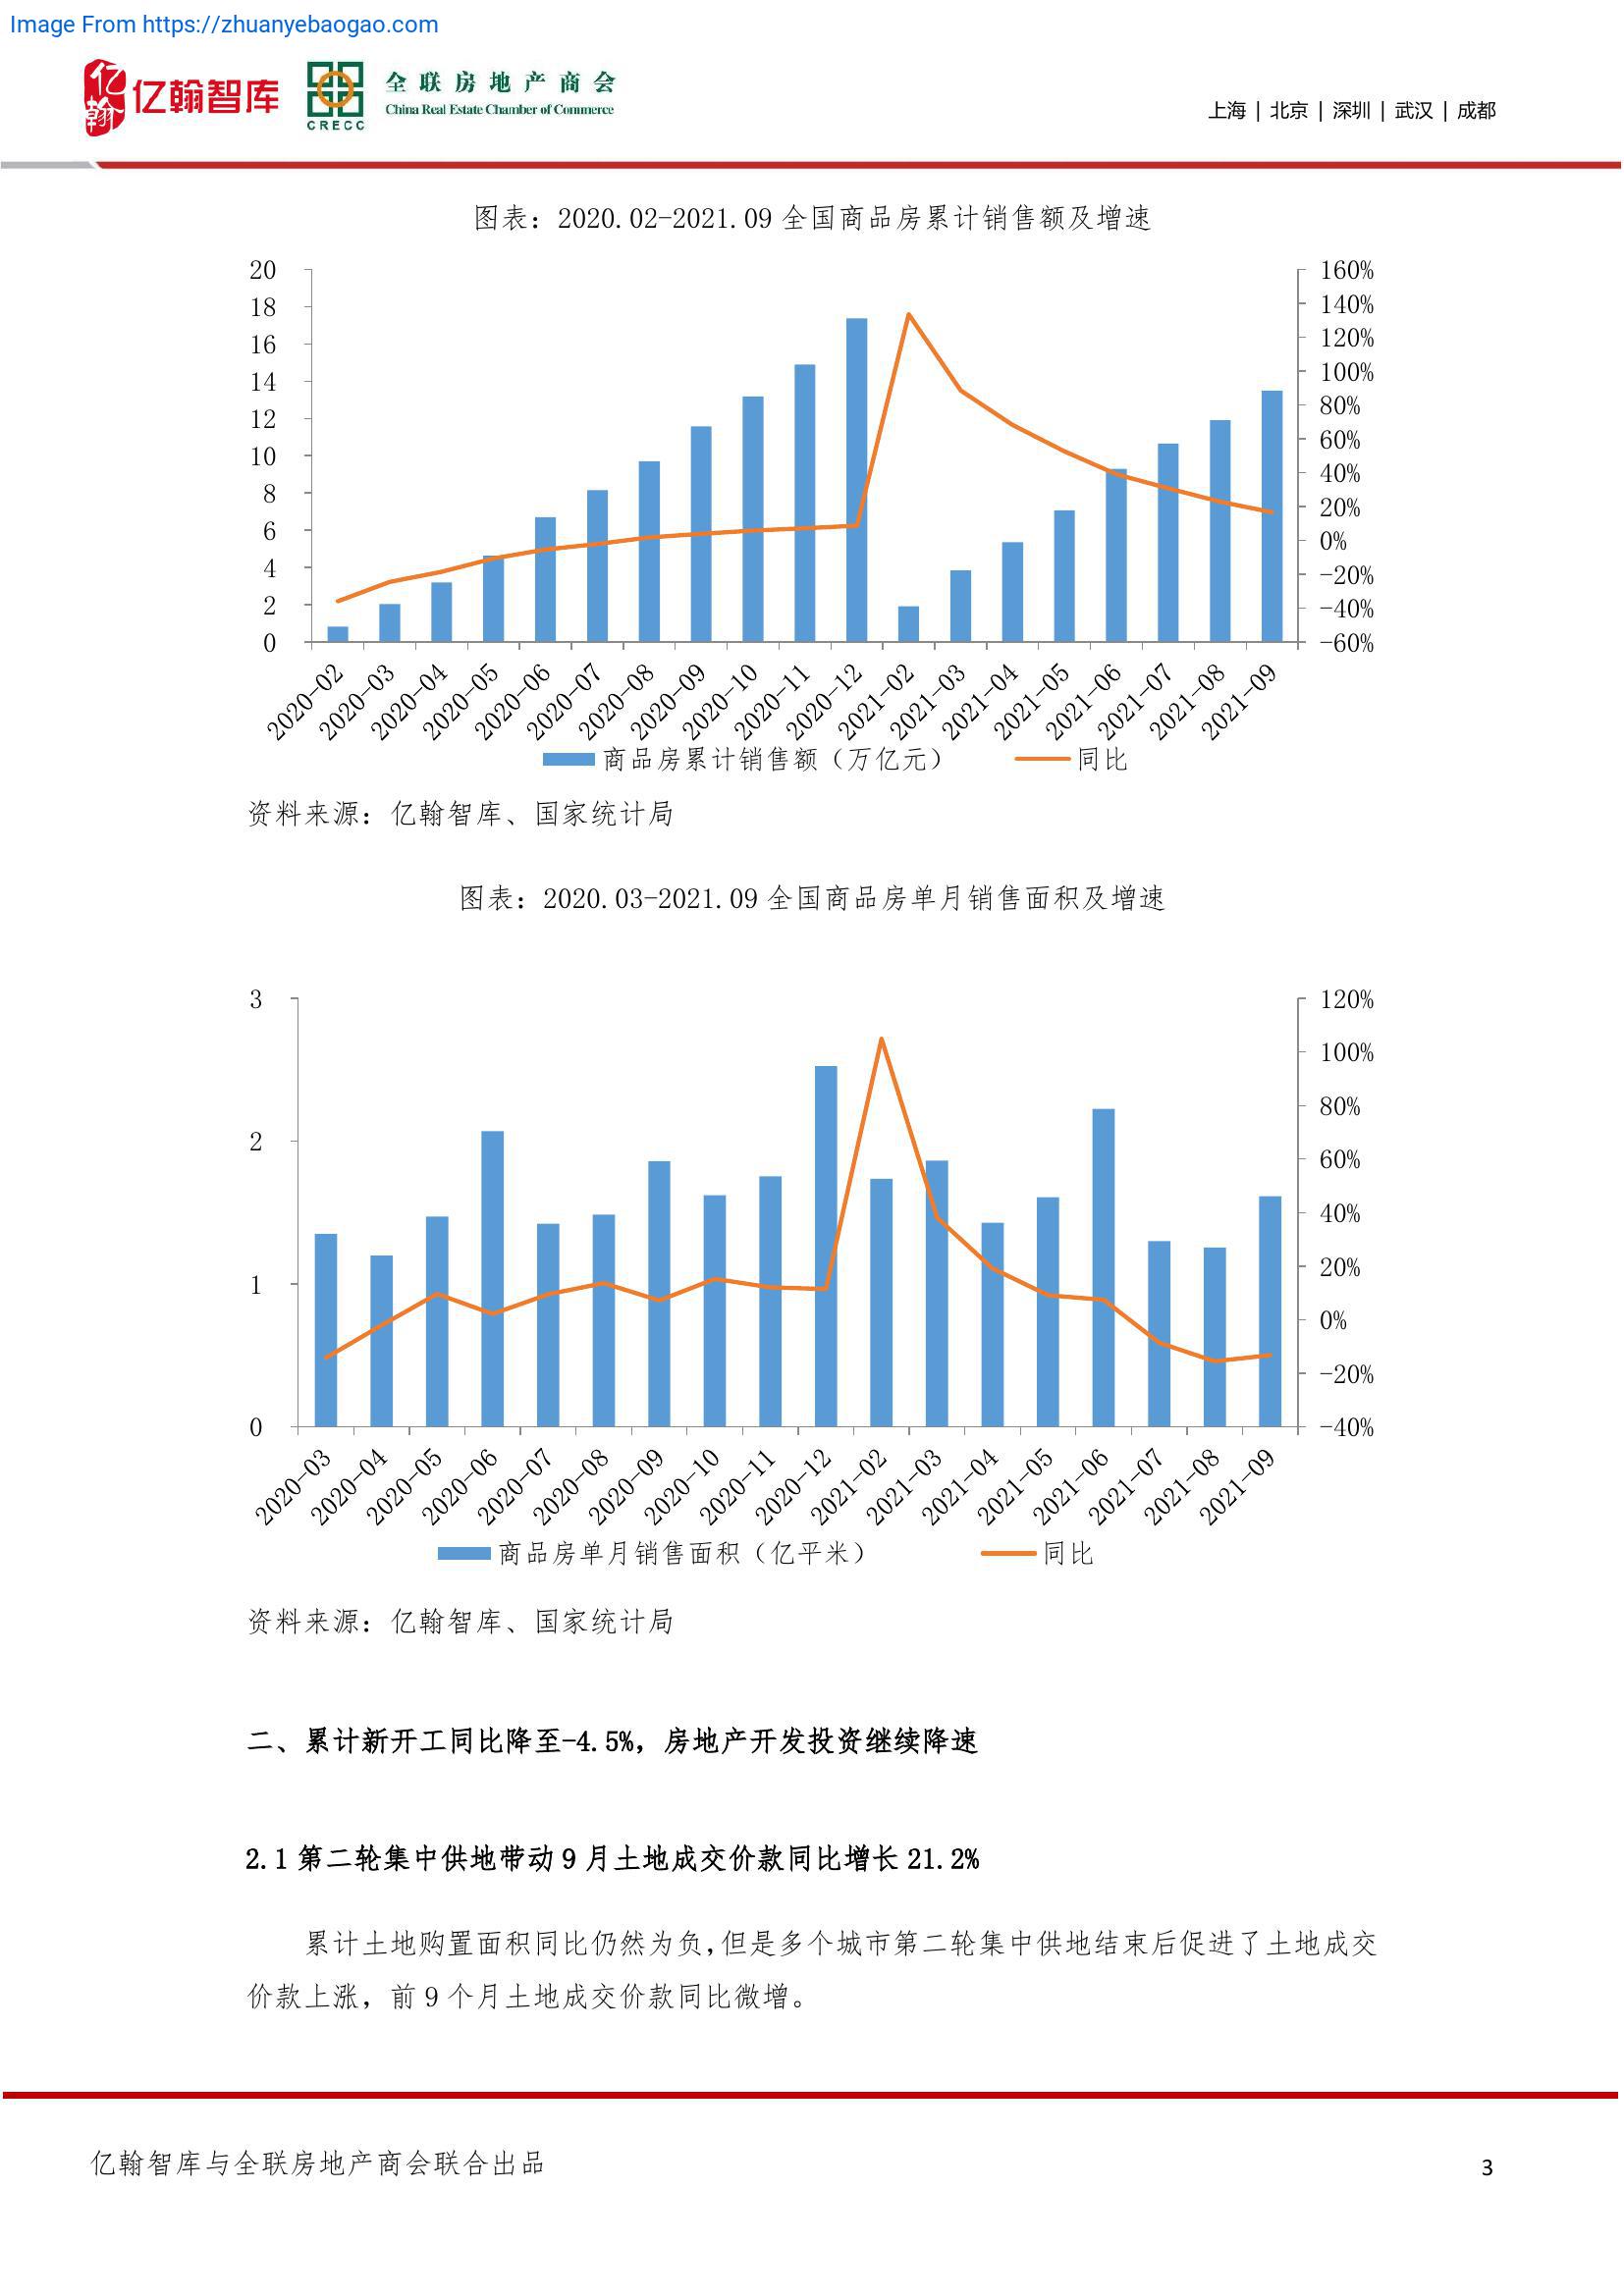 Image From https://zhuanyebaogao.com
亿翰 亿翰智库 CRECC 全联房地产商会
China Real Estate Chamber of Commerce
上海 | 北京 | 深圳 | 武汉 | 成都
图表：2020.02-2021.09 全国商品房累计销售额及增速
20 160%
18 140%
16 120%
14 100%
12 80%
10 60%
8 40%
6 20%
4 0%
2 -20%
0 -40%
-60%
2020-02 2020-03 2020-04 2020-05 2020-06 2020-07 2020-08 2020-09 2020-10 2020-11 2020-12 2021-02 2021-03 2021-04 2021-05 2021-06 2021-07 2021-08 2021-09
商品房累计销售额（万亿元） 同比
资料来源：亿翰智库、国家统计局
图表：2020.03-2021.09 全国商品房单月销售面积及增速
3 120%
100%
80%
2 60%
40%
1 20%
0%
-20%
0 -40%
2020-03 2020-04 2020-05 2020-06 2020-07 2020-08 2020-09 2020-10 2020-11 2020-12 2021-02 2021-03 2021-04 2021-05 2021-06 2021-07 2021-08 2021-09
商品房单月销售面积（亿平米） 同比
资料来源：亿翰智库、国家统计局
二、累计新开工同比降至-4.5%，房地产开发投资继续降速
2.1 第二轮集中供地带动 9 月土地成交价款同比增长 21.2%
累计土地购置面积同比仍然为负，但是多个城市第二轮集中供地结束后促进了土地成交
价款上涨，前 9 个月土地成交价款同比微增。
亿翰智库与全联房地产商会联合出品
3